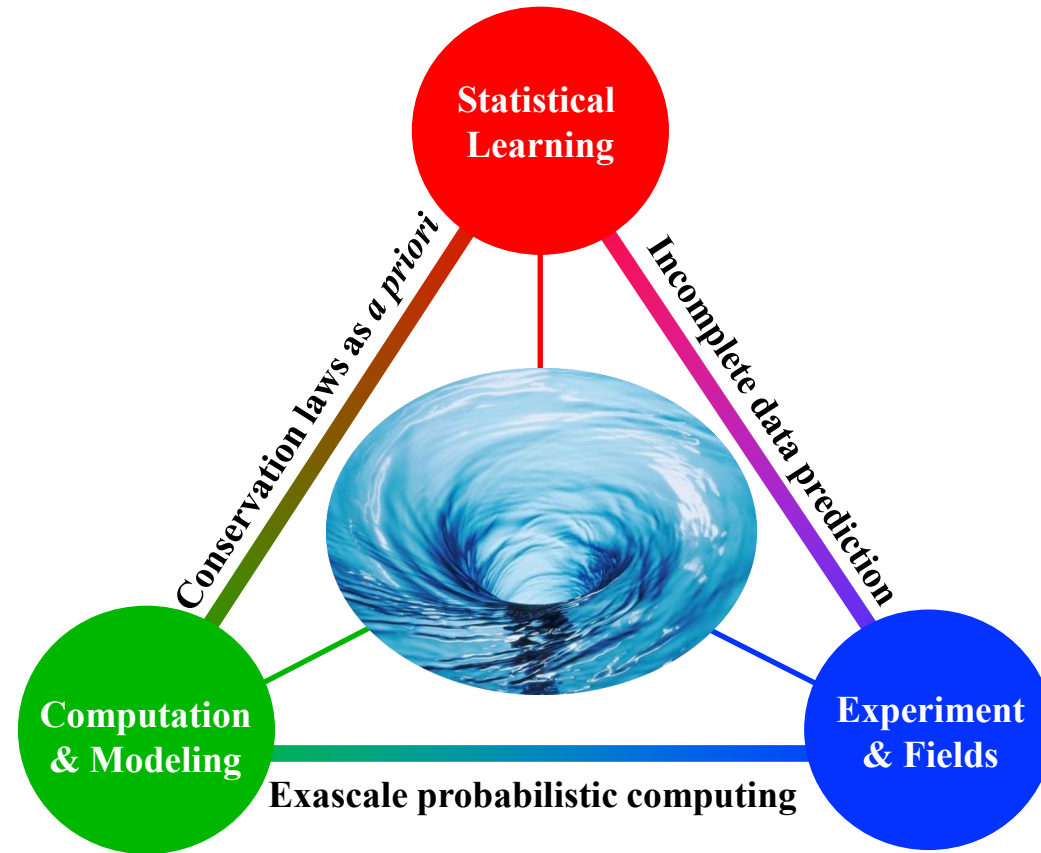 Statistical
Learning
Conservation laws as a priori
Incomplete data prediction
Computation
& Modeling
Experiment
& Fields
Exascale probabilistic computing